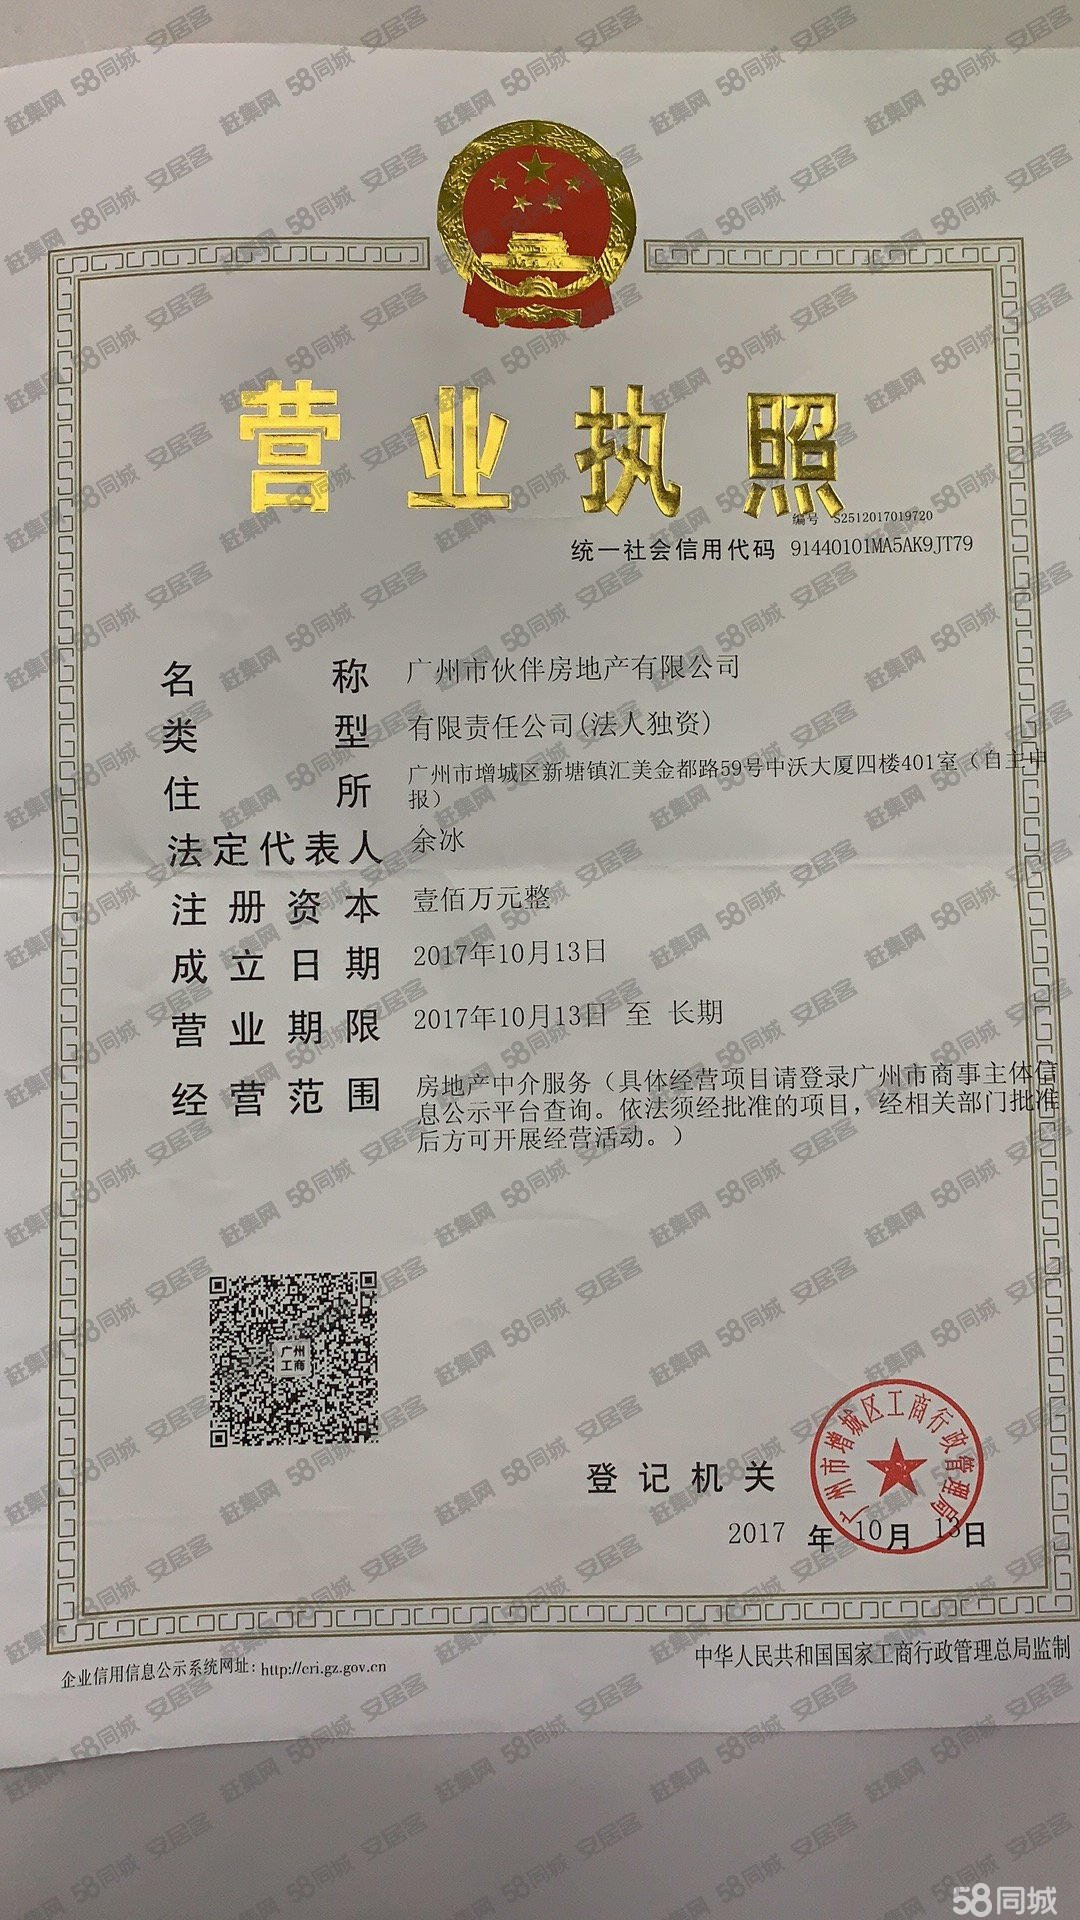 营业执照
编号 S2512017019720
统一社会信用代码 91440101MA5AK9JT79
名称 广州市伙伴房地产有限公司
类型 有限责任公司(法人独资)
住所 广州市增城区新塘镇汇美金都路59号中沃大厦四楼401室（自主申
报）
法定代表人 余冰
注册资本 壹佰万元整
成立日期 2017年10月13日
营业期限 2017年10月13日 至 长期
经营范围 房地产中介服务（具体经营项目请登录广州市商事主体信
息公示平台查询。依法须经批准的项目，经相关部门批准
后方可开展经营活动。）
广州
工商
登记机关
广州市增城区工商行政管理局
2017 年 10 月 13 日
企业信用信息公示系统网址：http://cri.gz.gov.cn
中华人民共和国国家工商行政管理总局监制
赶集网 58同城 安居客
58同城